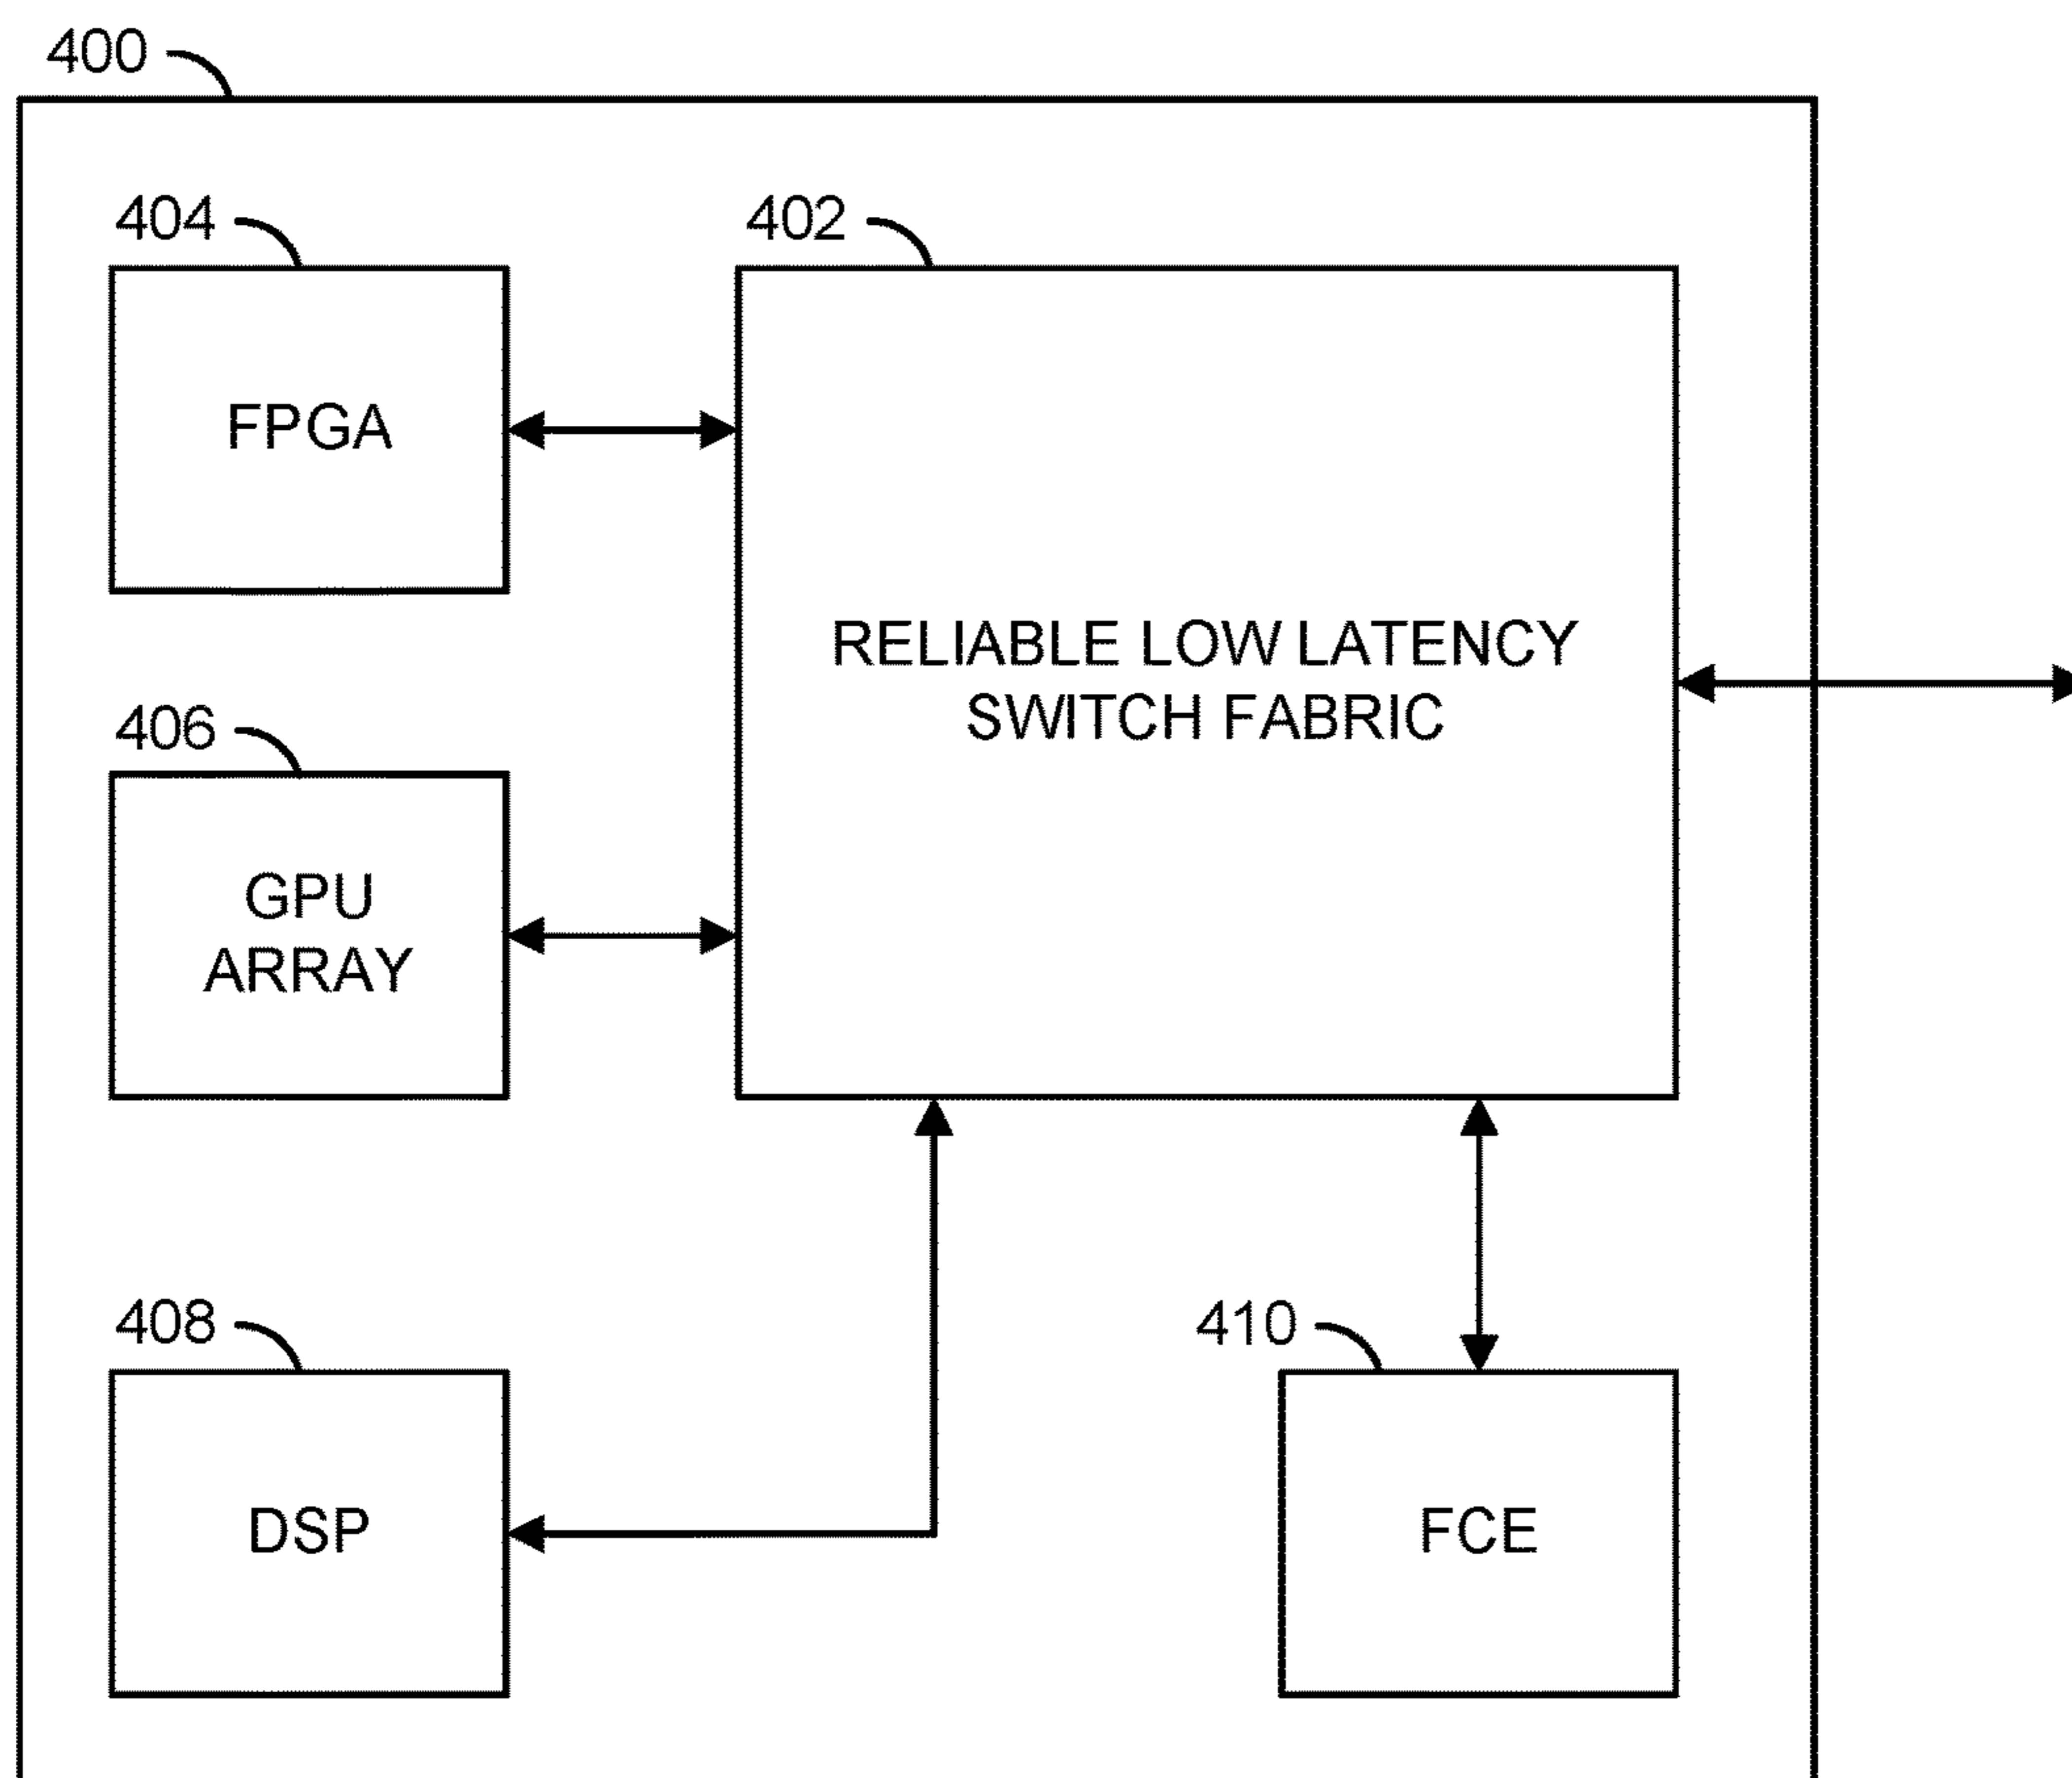 400
404
402
FPGA
RELIABLE LOW LATENCY
SWITCH FABRIC
406
GPU
ARRAY
408
410
DSP
FCE